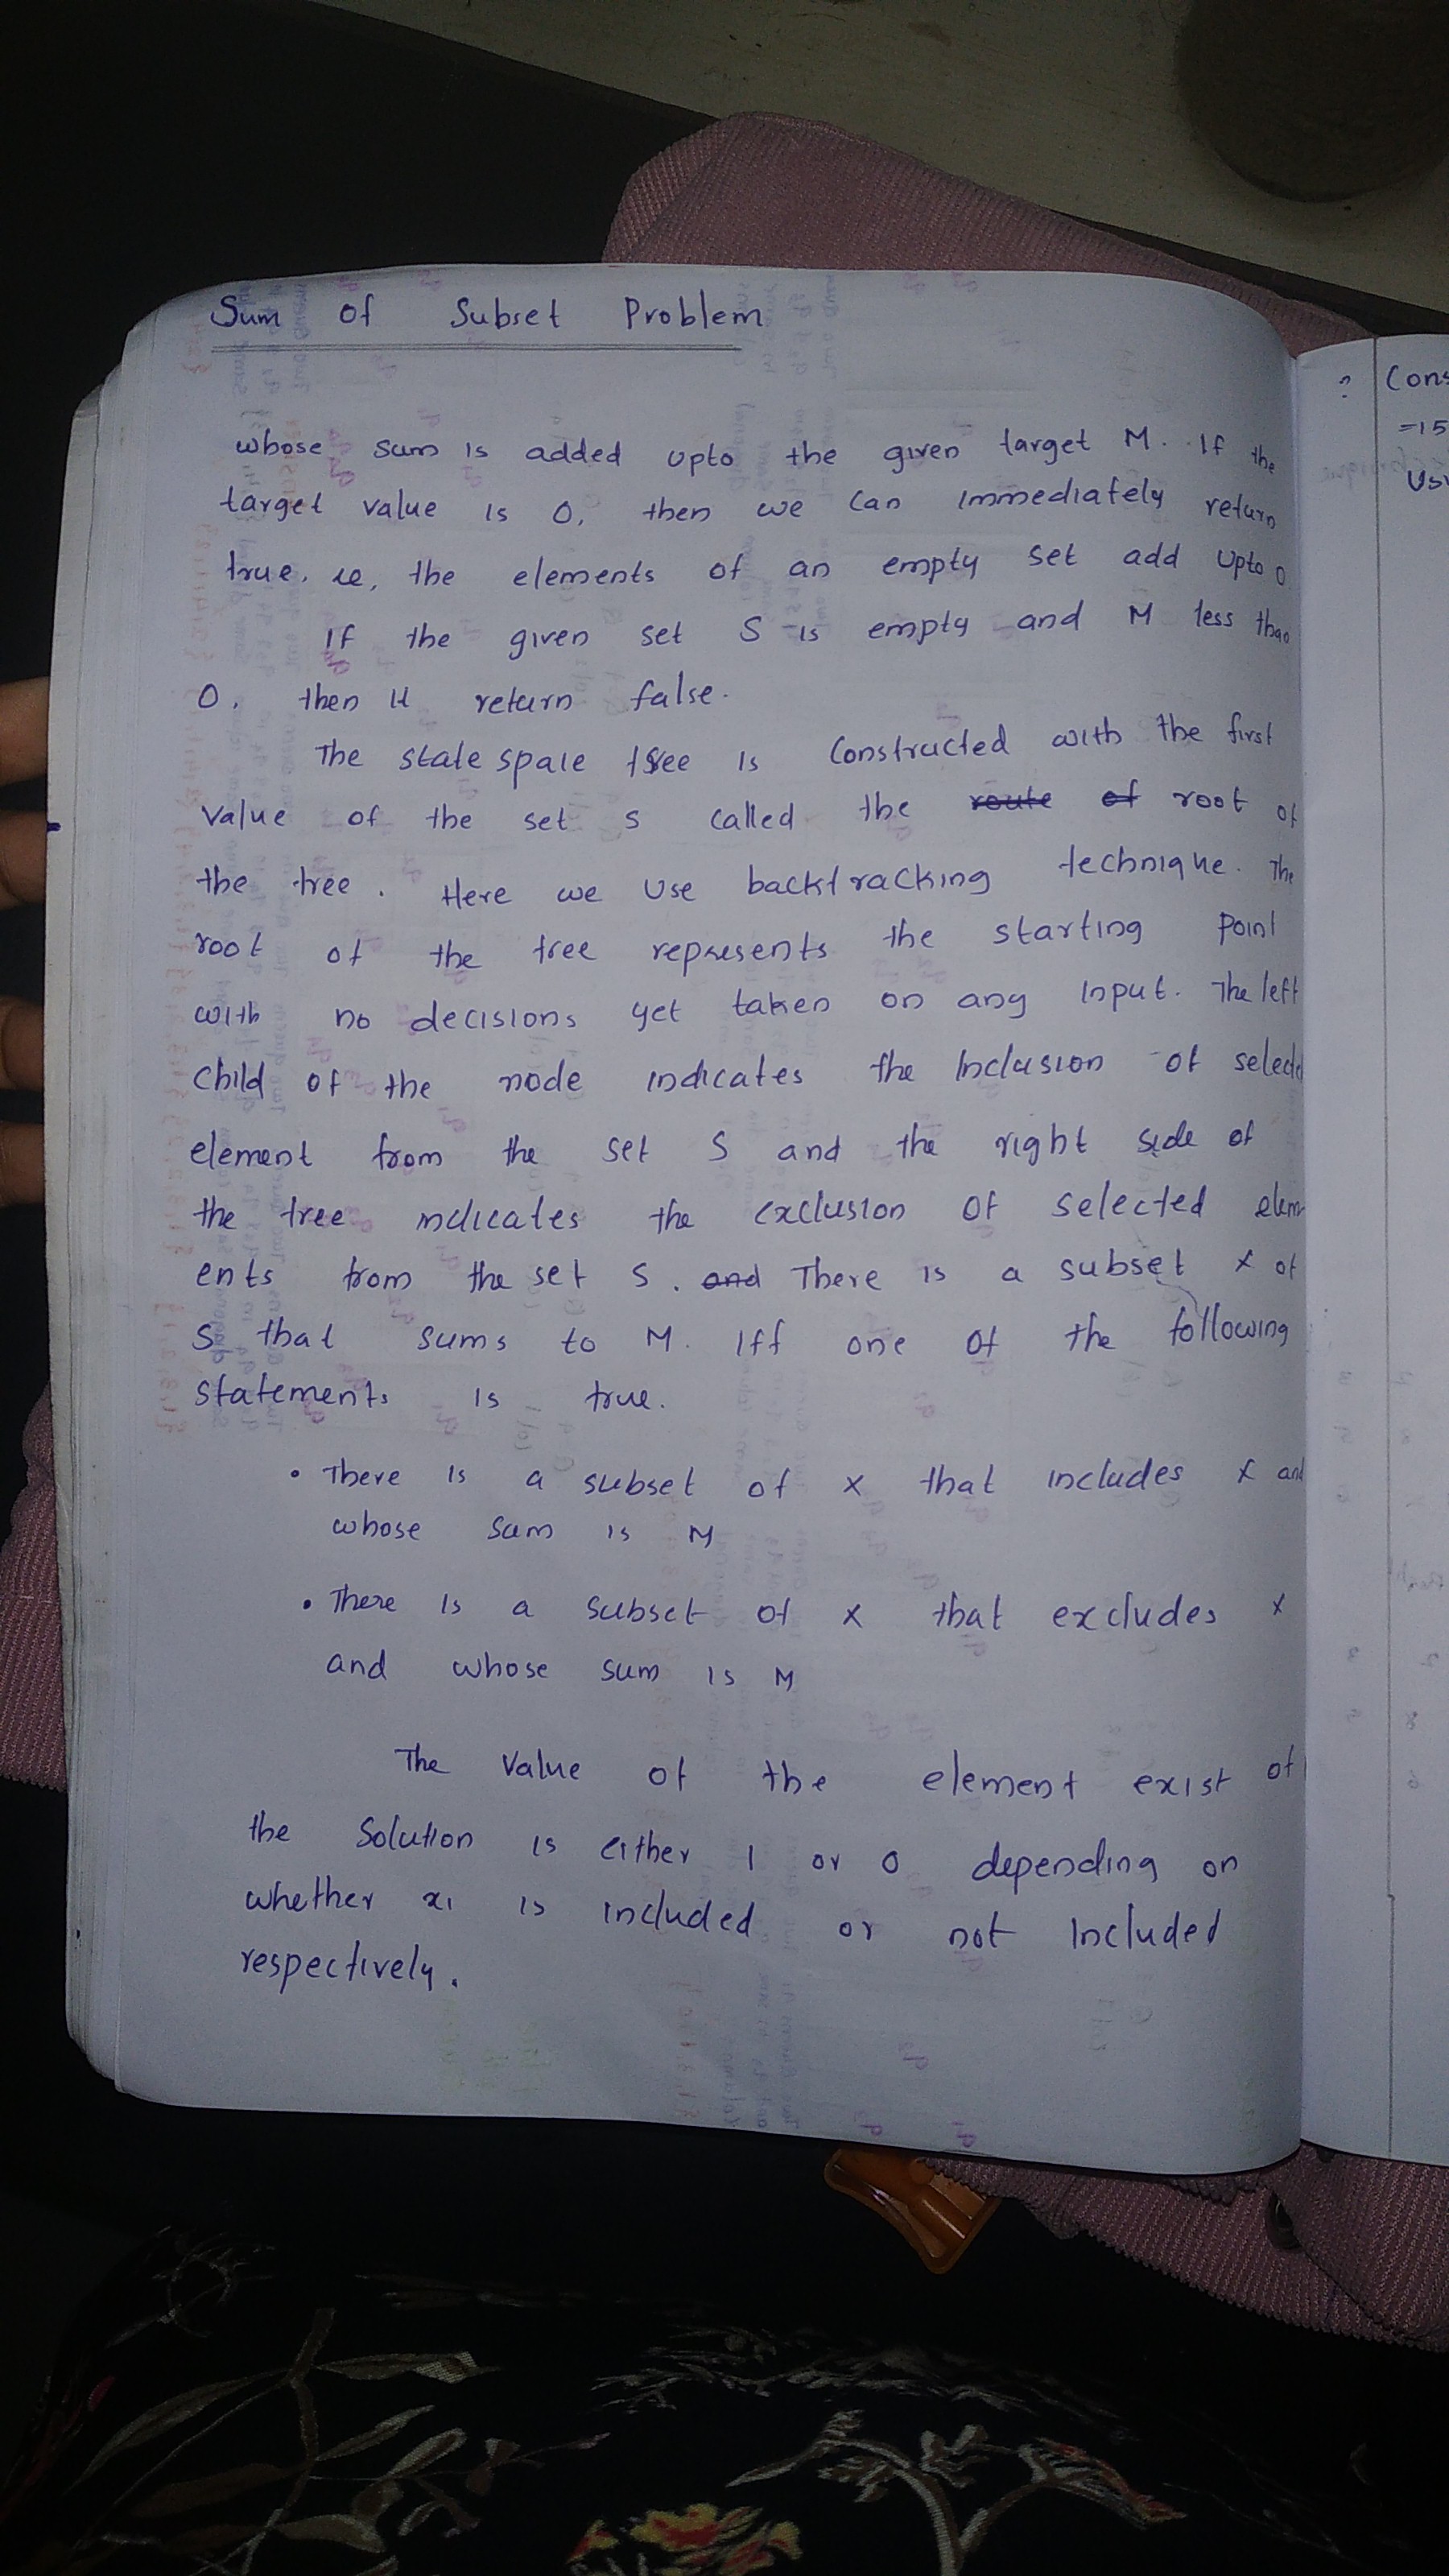 Sum of Subset Problem
whose sum is added upto the given target M. If the
target value is 0, then we can immediately return
true. ie, the elements of an empty set add upto 0
If the given set S is empty and M less than
0, then it return false.
The state space tree is constructed with the first
value of the set S called the route of root of
the tree. Here we use backtracking technique. The
root of the tree represents the starting point
with no decisions yet taken on any input. The left
child of the node indicates the inclusion of selected
element from the set S and the right side of
the tree indicates the exclusion of selected elem
ents from the set S. and There is a subset x of
S that sums to M. Iff one of the following
statements is true.
• There is a subset of x that includes x and
whose sum is M
• There is a subset of x that excludes x
and whose sum is M
The value of the element exist of
the solution is either 1 or 0 depending on
whether x1 is included or not included
respectively.
? Cons
=15